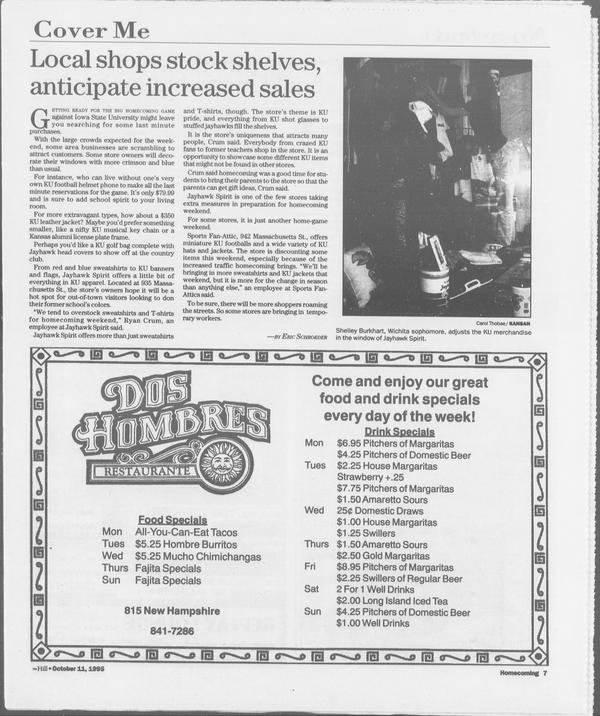 Cover Me
Local shops stock shelves,
anticipate increased sales
GETTING READY FOR THE BIG HOMECOMING GAME
against Iowa State University might leave
you searching for some last minute
purchases.
With the large crowds expected for the week-
end, some area businesses are scrambling to
attract customers. Some store owners will deco-
rate their windows with more crimson and blue
than usual.
For instance, who can live without one's very
own KU football helmet phone to make all the last
minute reservations for the game. It's only $79.99
and is sure to add school spirit to your living
room.
For more extravagant types, how about a $350
KU leather jacket? Maybe you'd prefer something
smaller, like a nifty KU musical key chain or a
Kansas alumni license plate frame.
Perhaps you'd like a KU golf bag complete with
Jayhawk head covers to show off at the country
club.
From red and blue sweatshirts to KU banners
and flags, Jayhawk Spirit offers a little bit of
everything in KU apparel. Located at 935 Massa-
chusetts St., the store's owners hope it will be a
hot spot for out-of-town visitors looking to don
their former school's colors.
"We tend to overstock sweatshirts and T-shirts
for homecoming weekend," Ryan Crum, an
employee at Jayhawk Spirit said.
Jayhawk Spirit offers more than just sweatshirts
and T-shirts, though. The store's theme is KU
pride, and everything from KU shot glasses to
stuffed jayhawks fill the shelves.
It is the store's uniqueness that attracts many
people, Crum said. Everybody from crazed KU
fans to former teachers shop in the store. It is an
opportunity to showcase some different KU items
that might not be found in other stores.
Crum said homecoming was a good time for stu-
dents to bring their parents to the store so that the
parents can get gift ideas, Crum said.
Jayhawk Spirit is one of the few stores taking
extra measures in preparation for homecoming
weekend.
For some stores, it is just another home-game
weekend.
Sports Fan-Attic, 942 Massachusetts St., offers
miniature KU footballs and a wide variety of KU
hats and jackets. The store is discounting some
items this weekend, especially because of the
increased traffic homecoming brings. "We'll be
bringing in more sweatshirts and KU jackets that
weekend, but it is more for the change in season
than anything else," an employee at Sports Fan-
Attics said.
To be sure, there will be more shoppers roaming
the streets. So some stores are bringing in tempo-
rary workers.
—BY ERIC SCHROEDER
Carol Thobae/ KANSAN
Shelley Burkhart, Wichita sophomore, adjusts the KU merchandise
in the window of Jayhawk Spirit.
DOS
HOMBRES
RESTAURANTE
Food Specials
Mon All-You-Can-Eat Tacos
Tues $5.25 Hombre Burritos
Wed $5.25 Mucho Chimichangas
Thurs Fajita Specials
Sun Fajita Specials
815 New Hampshire
841-7286
Come and enjoy our great
food and drink specials
every day of the week!
Drink Specials
Mon $6.95 Pitchers of Margaritas
$4.25 Pitchers of Domestic Beer
Tues $2.25 House Margaritas
Strawberry +.25
$7.75 Pitchers of Margaritas
$1.50 Amaretto Sours
Wed 25¢ Domestic Draws
$1.00 House Margaritas
$1.25 Swillers
Thurs $1.50 Amaretto Sours
$2.50 Gold Margaritas
Fri $8.95 Pitchers of Margaritas
$2.25 Swillers of Regular Beer
Sat 2 For 1 Well Drinks
$2.00 Long Island Iced Tea
Sun $4.25 Pitchers of Domestic Beer
$1.00 Well Drinks
Hill • October 11, 1995
Homecoming 7